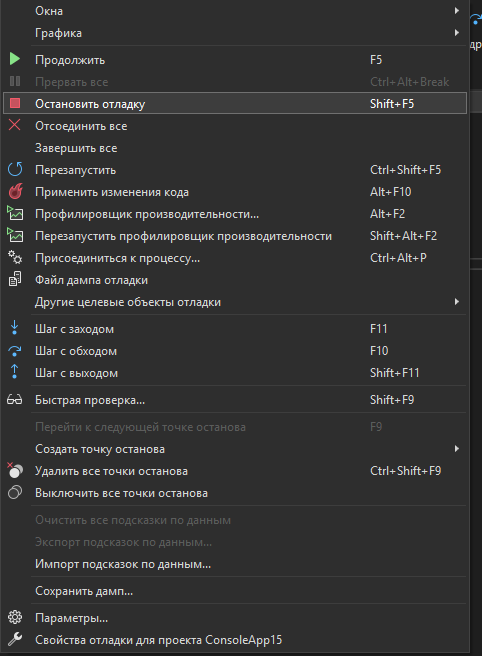 Окна
Графика
Продолжить F5
Прервать все Ctrl+Alt+Break
Остановить отладку Shift+F5
Отсоединить все
Завершить все
Перезапустить Ctrl+Shift+F5
Применить изменения кода Alt+F10
Профилировщик производительности... Alt+F2
Перезапустить профилировщик производительности Shift+Alt+F2
Присоединиться к процессу... Ctrl+Alt+P
Файл дампа отладки
Другие целевые объекты отладки
Шаг с заходом F11
Шаг с обходом F10
Шаг с выходом Shift+F11
Быстрая проверка... Shift+F9
Перейти к следующей точке останова F9
Создать точку останова
Удалить все точки останова Ctrl+Shift+F9
Выключить все точки останова
Очистить все подсказки по данным
Экспорт подсказок по данным...
Импорт подсказок по данным...
Сохранить дамп...
Параметры...
Свойства отладки для проекта ConsoleApp15